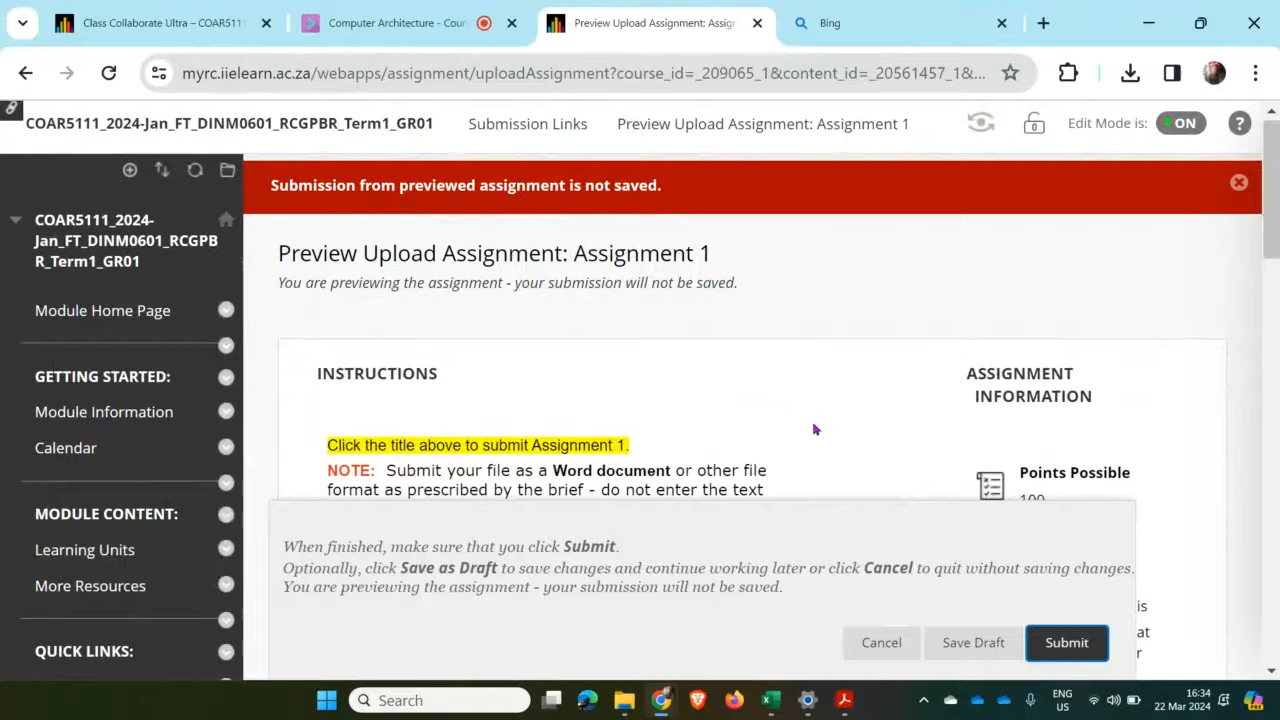 Class Collaborate Ultra – COAR511
Computer Architecture - Cour
Preview Upload Assignment: Assign
Bing
myrc.iielearn.ac.za/webapps/assignment/uploadAssignment?course_id=_209065_1&content_id=_20561457_1&...
COAR5111_2024-Jan_FT_DINM0601_RCGPBR_Term1_GR01
Submission Links
Preview Upload Assignment: Assignment 1
Edit Mode is:
ON
?
Submission from previewed assignment is not saved.
COAR5111_2024-
Jan_FT_DINM0601_RCGPB
R_Term1_GR01
Module Home Page
GETTING STARTED:
Module Information
Calendar
MODULE CONTENT:
Learning Units
More Resources
QUICK LINKS:
Preview Upload Assignment: Assignment 1
You are previewing the assignment - your submission will not be saved.
INSTRUCTIONS
Click the title above to submit Assignment 1.
NOTE: Submit your file as a Word document or other file
format as prescribed by the brief - do not enter the text
ASSIGNMENT
INFORMATION
Points Possible
100
is
at
r
When finished, make sure that you click Submit.
Optionally, click Save as Draft to save changes and continue working later or click Cancel to quit without saving changes.
You are previewing the assignment - your submission will not be saved.
Cancel
Save Draft
Submit
Search
ENG
US
16:34
22 Mar 2024